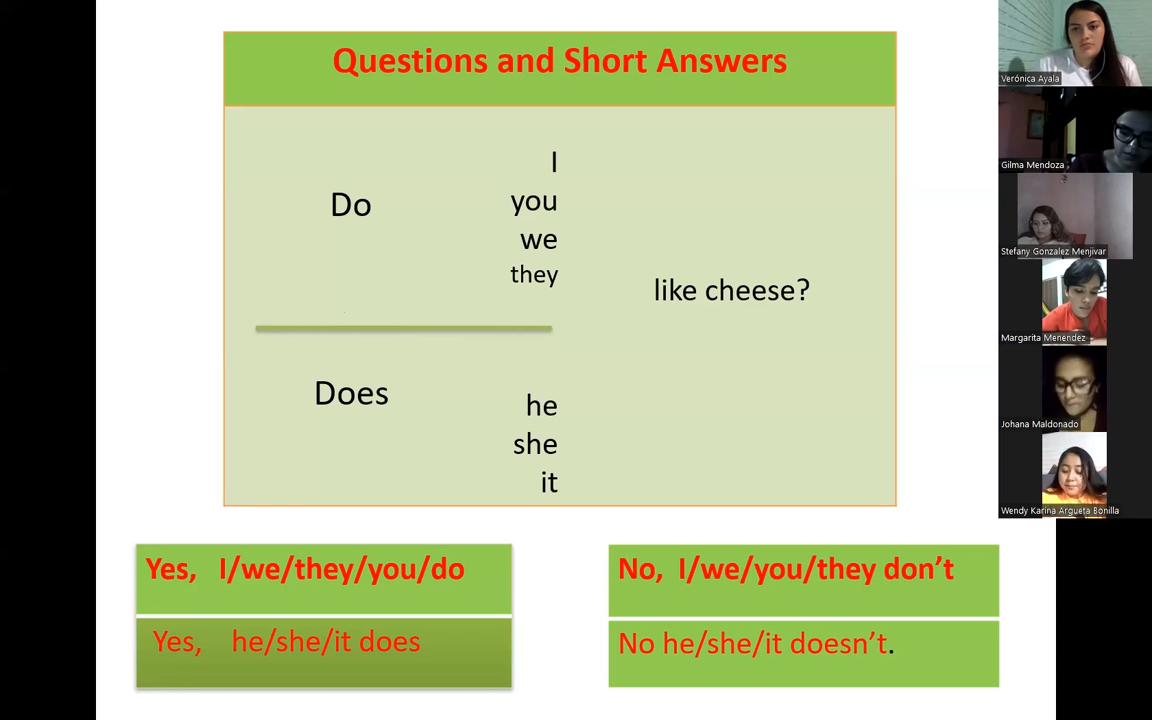 Questions and Short Answers
Do
I
you
we
they
like cheese?
Does
he
she
it
Yes, I/we/they/you/do
Yes, he/she/it does
No, I/we/you/they don't
No he/she/it doesn't.
Verónica Ayala
Gilma Mendoza
Stefany Gonzalez Menjivar
Margarita Menendez
Johana Maldonado
Wendy Karina Argueta Bonilla